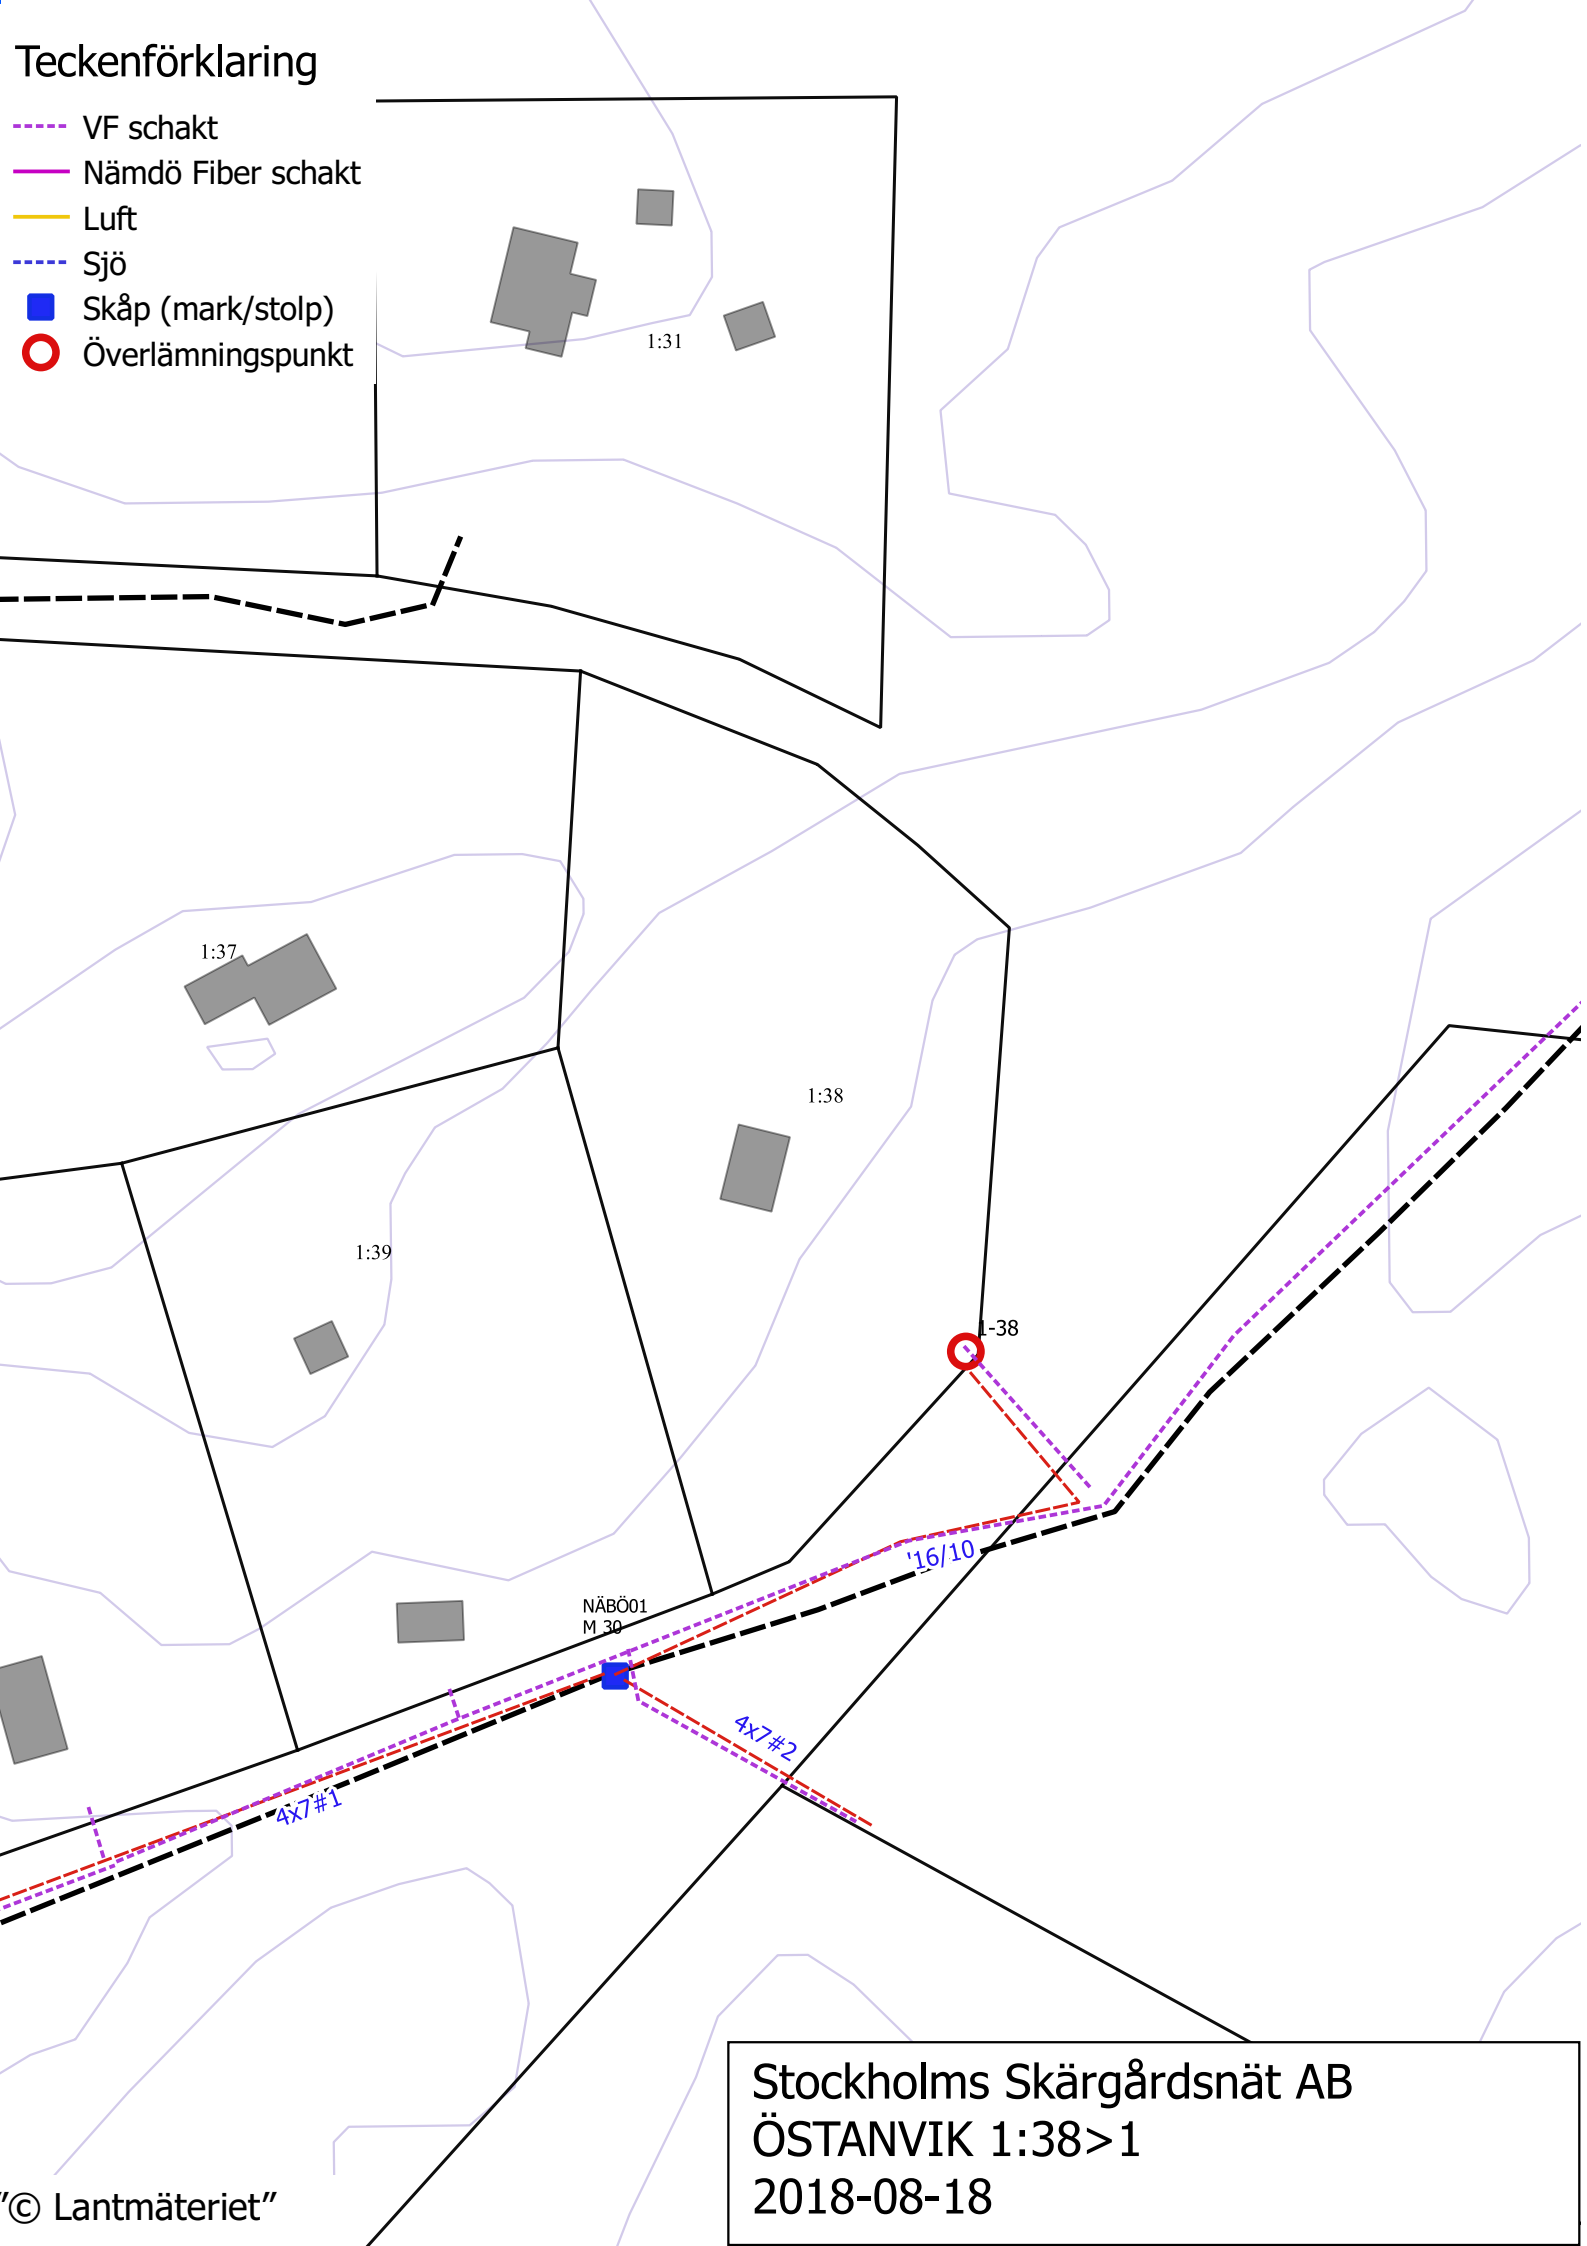 Teckenförklaring
VF schakt
Nämdö Fiber schakt
Luft
Sjö
Skåp (mark/stolp)
Överlämningspunkt
1:31
1:37
1:38
1:39
1-38
'16/10
NÄBÖ01
M 30
4x7#2
4x7#1
Stockholms Skärgårdsnät AB
ÖSTANVIK 1:38>1
2018-08-18
"© Lantmäteriet"